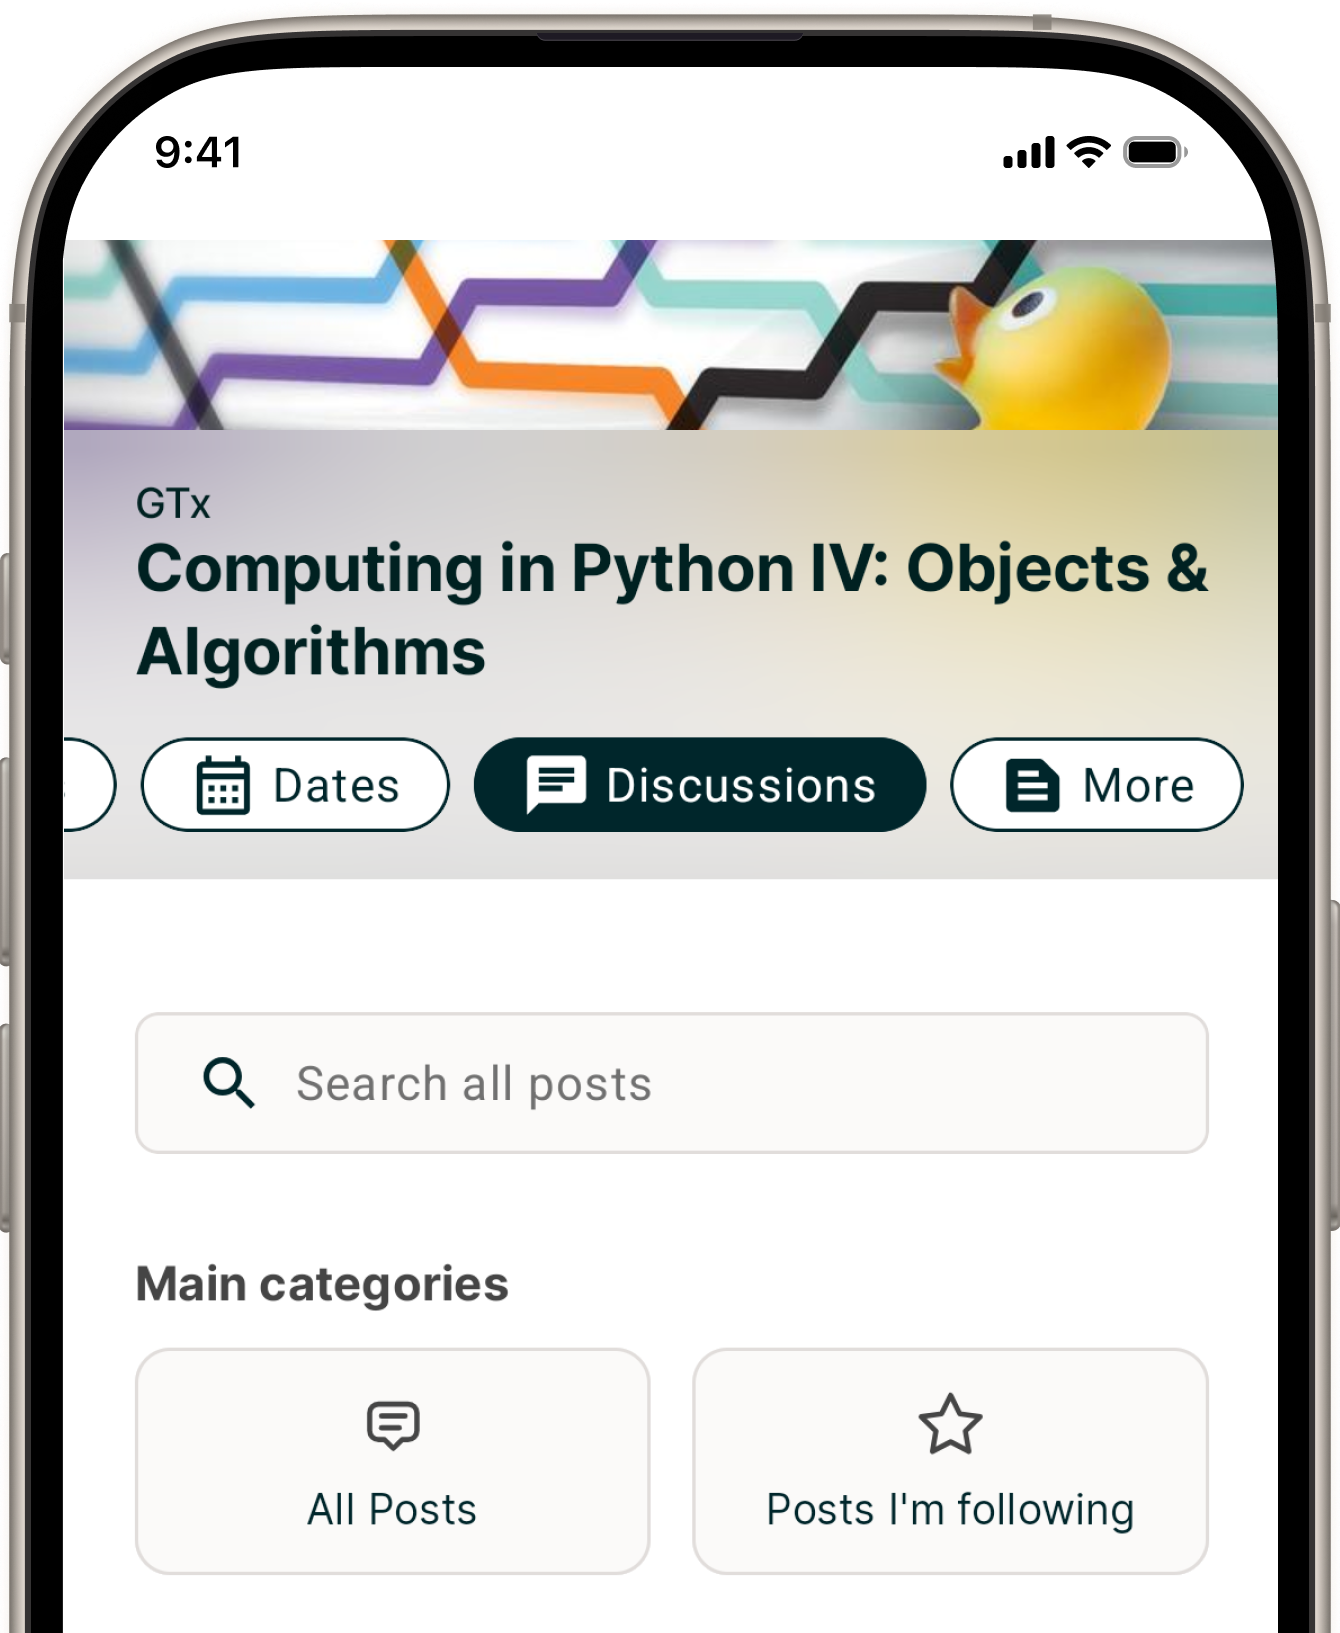 9:41
GTx
Computing in Python IV: Objects &
Algorithms
Dates
Discussions
More
Search all posts
Main categories
All Posts
Posts I'm following